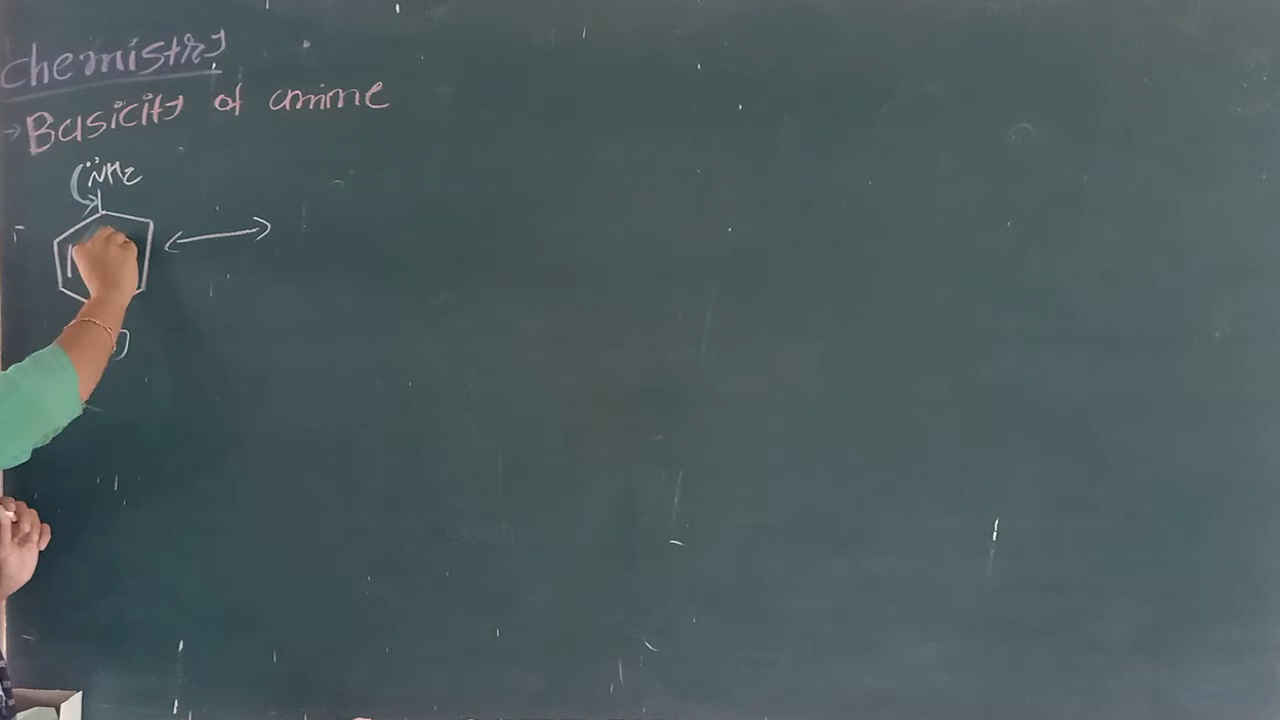 Chemistry
→ Basicity of amine
NH2